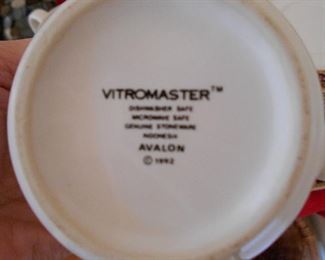 VITROMASTER™
DISHWASHER SAFE
MICROWAVE SAFE
GENUINE STONEWARE
INDONESIA
AVALON
© 1992